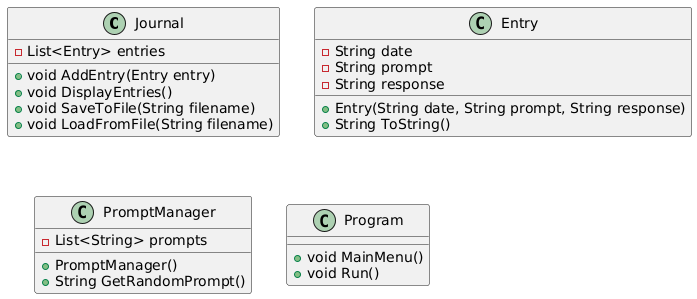 C Journal
List<Entry> entries
void AddEntry(Entry entry)
void DisplayEntries()
void SaveToFile(String filename)
void LoadFromFile(String filename)
C Entry
String date
String prompt
String response
Entry(String date, String prompt, String response)
String ToString()
C PromptManager
List<String> prompts
PromptManager()
String GetRandomPrompt()
C Program
void MainMenu()
void Run()